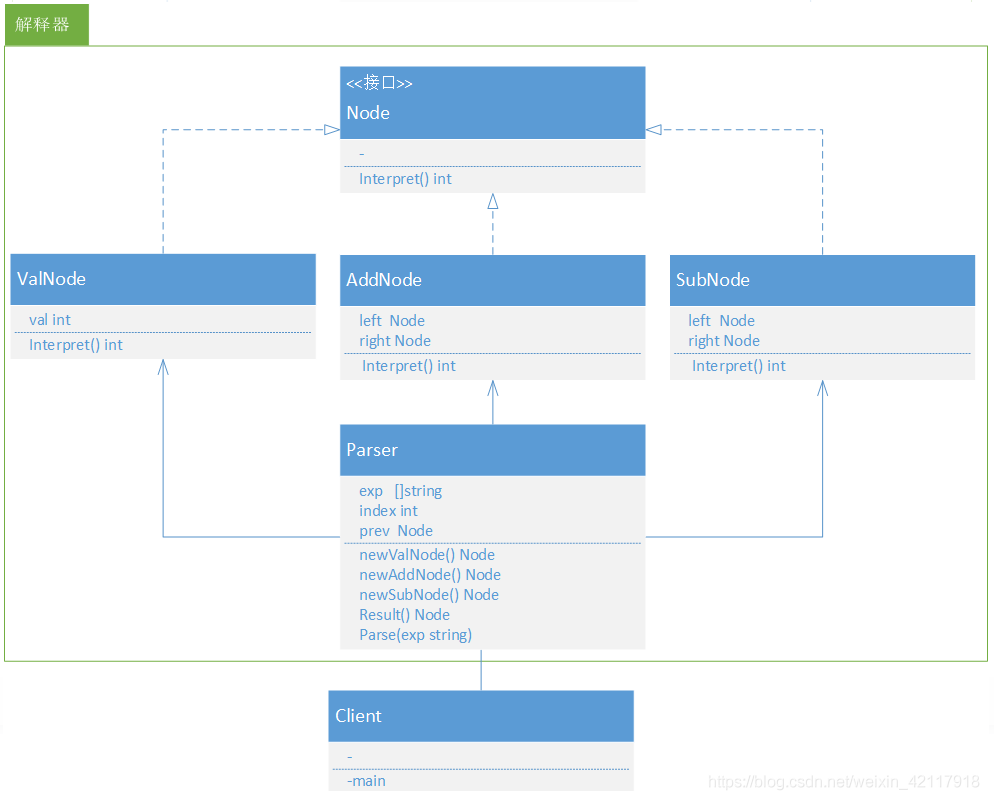 解释器
<<接口>>
Node
-
Interpret() int
ValNode
val int
Interpret() int
AddNode
left Node
right Node
Interpret() int
SubNode
left Node
right Node
Interpret() int
Parser
exp []string
index int
prev Node
newValNode() Node
newAddNode() Node
newSubNode() Node
Result() Node
Parse(exp string)
Client
-
-main
https://blog.csdn.net/weixin_42117918